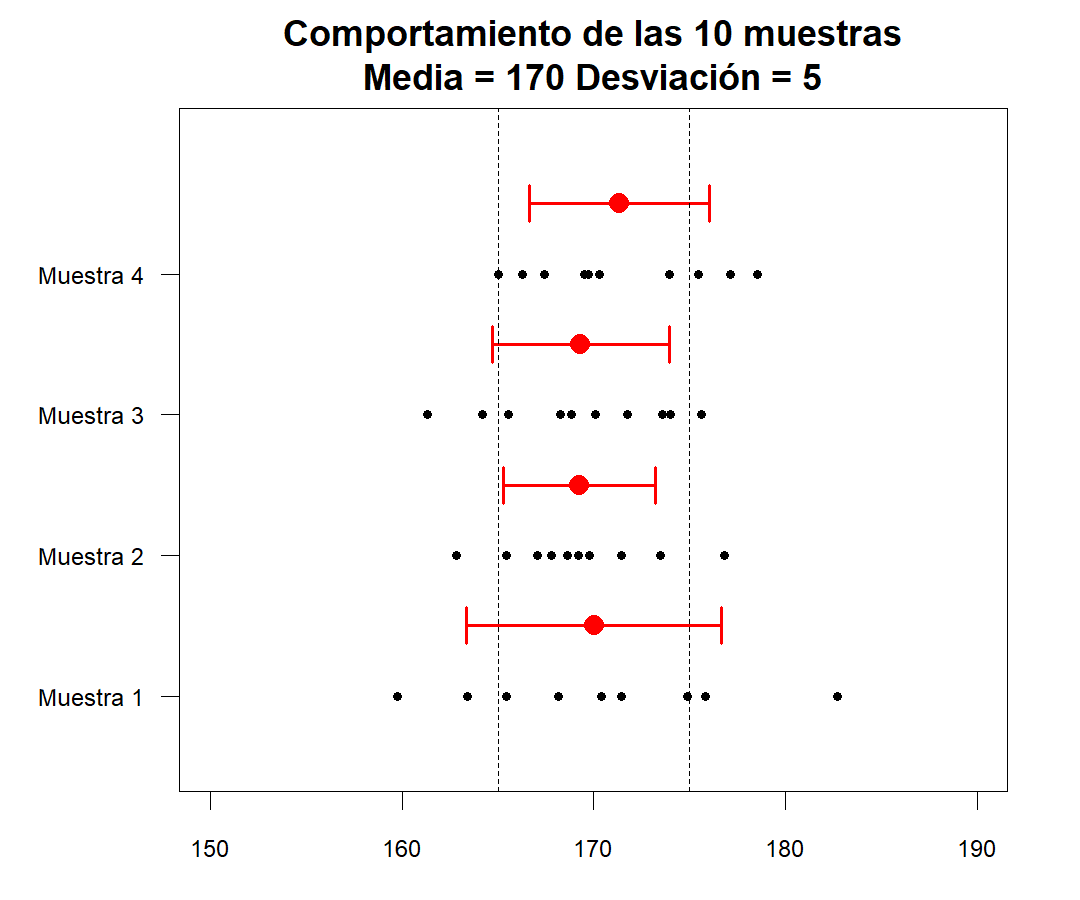 Comportamiento de las 10 muestras
Media = 170 Desviación = 5
Muestra 4
Muestra 3
Muestra 2
Muestra 1
150 160 170 180 190